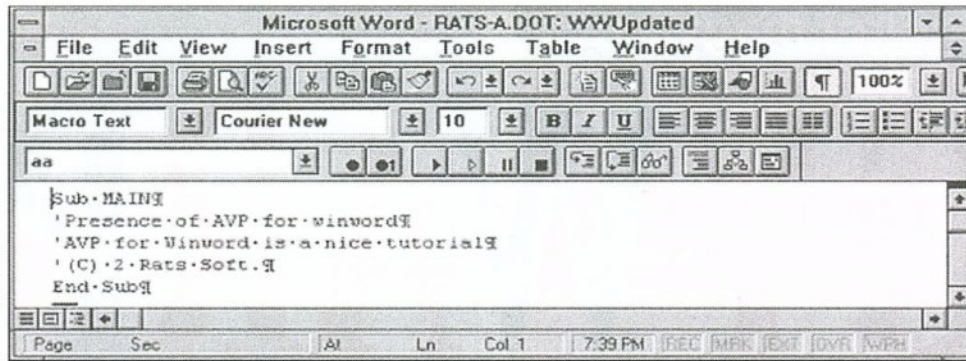 Microsoft Word - RATS-A.DOT: WWUpdated
File Edit View Insert Format Tools Table Window Help
100%
Macro Text Courier New 10 B I U
aa
Sub·MAIN¶
'Presence·of·AVP·for·winword¶
'AVP·for·Winword·is·a·nice·tutorial¶
'(C)·2·Rats·Soft.¶
End·Sub¶
Page Sec At Ln Col 1 7:39 PM REC MRK EXT OVR WPH